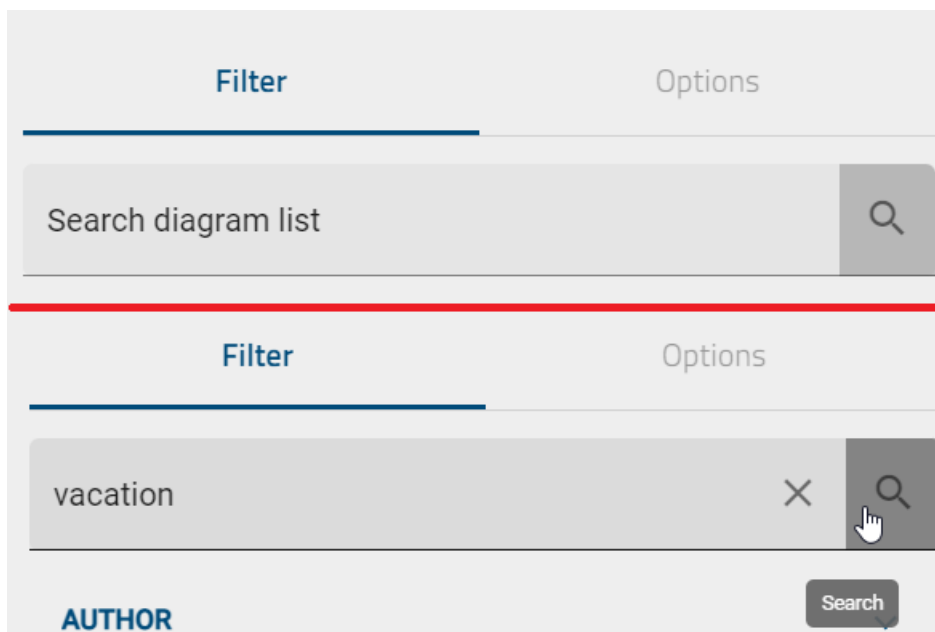 Filter Options
Search diagram list
Filter Options
vacation
Search
AUTHOR